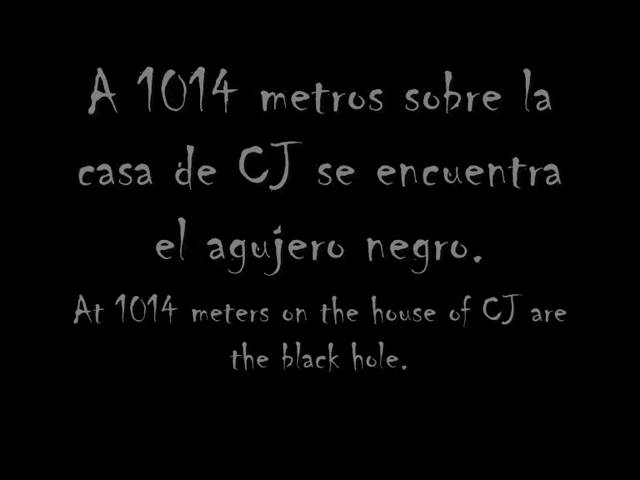 A 1014 metros sobre la
casa de CJ se encuentra
el agujero negro.
At 1014 meters on the house of CJ are
the black hole.